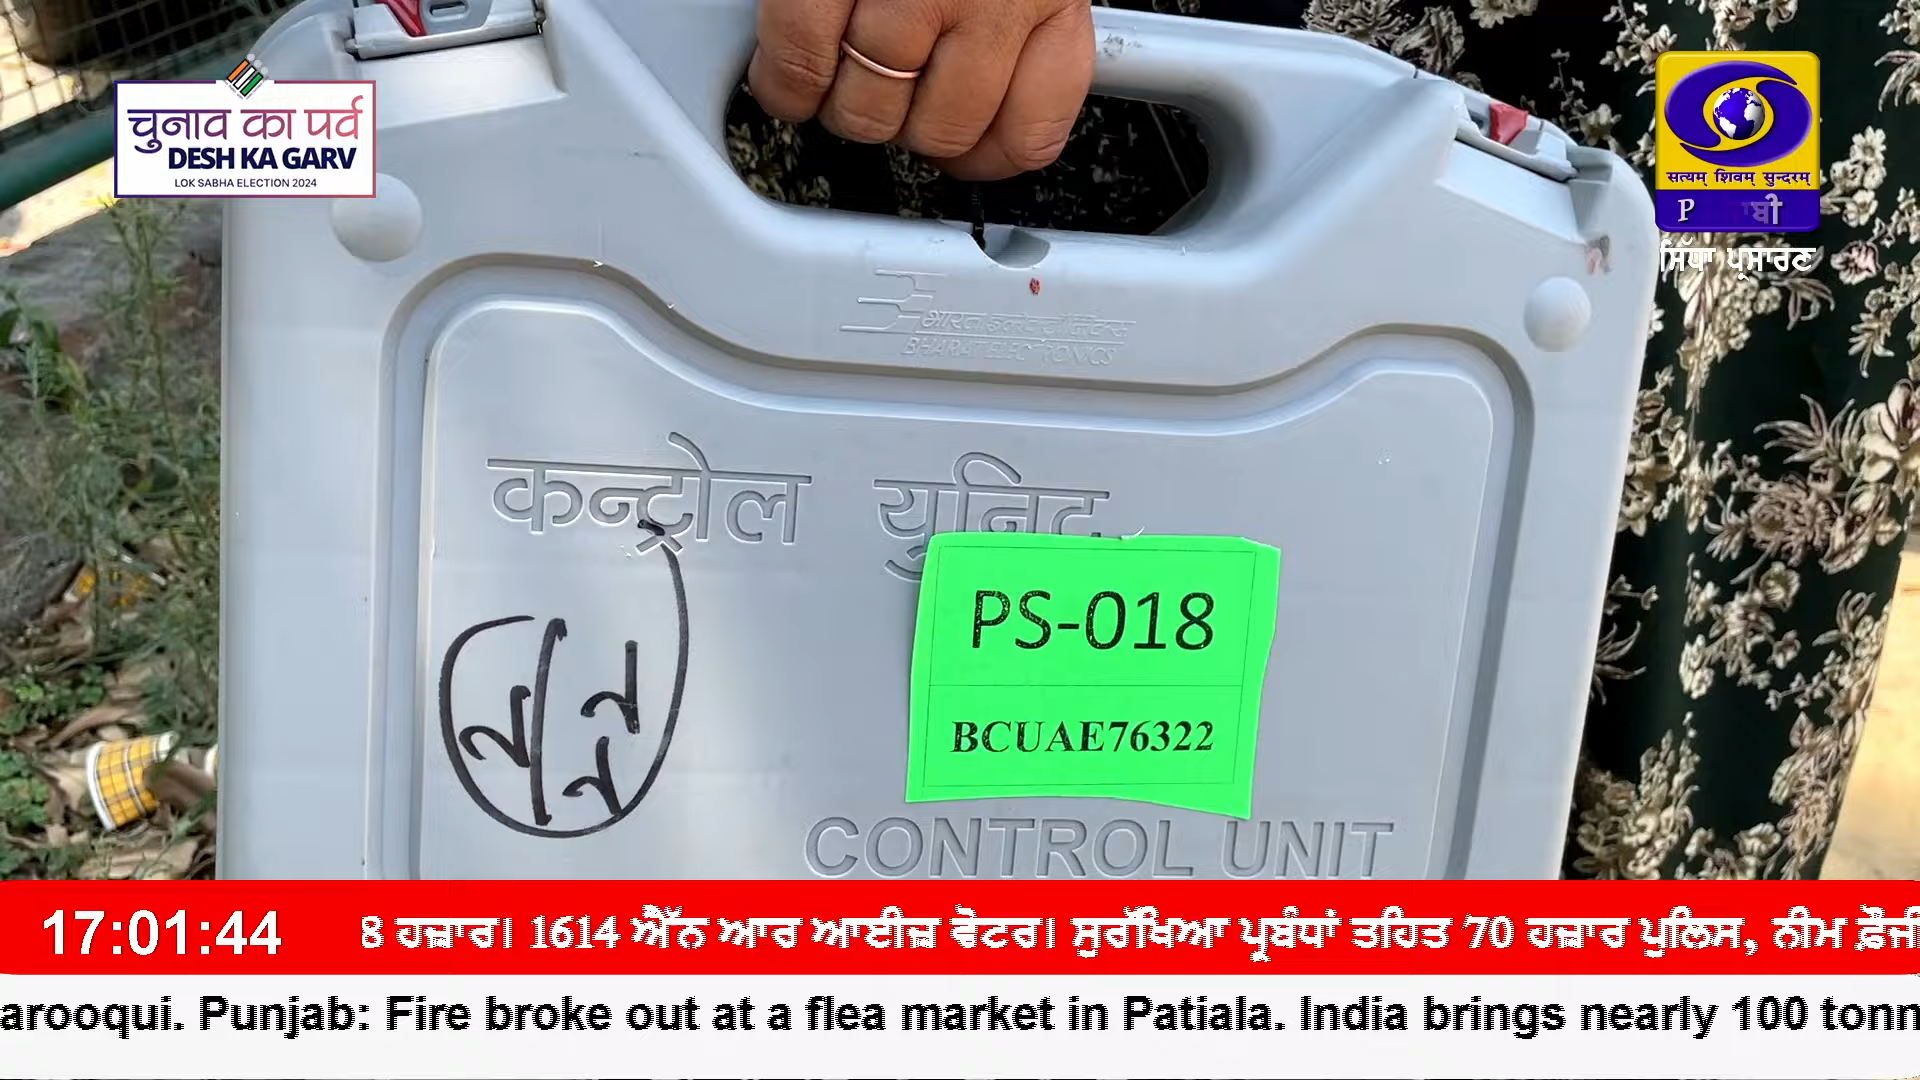 चुनाव का पर्व
DESH KA GARV
LOK SABHA ELECTION 2024
सत्यम् शिवम् सुन्दरम्
ਸਿੱਧਾ ਪ੍ਰਸਾਰਣ
भारत इलेक्ट्रॉनिक्स
BHARAT ELECTRONICS
कन्ट्रोल यूनिट
PS-018
BCUAE76322
CONTROL UNIT
17:01:44
8 ਹਜ਼ਾਰ। 1614 ਐੱਨ ਆਰ ਆਈਜ਼ ਵੋਟਰ। ਸੁਰੱਖਿਆ ਪ੍ਰਬੰਧਾਂ ਤਹਿਤ 70 ਹਜ਼ਾਰ ਪੁਲਿਸ, ਨੀਮ ਫ਼ੌਜੀ
arooqui. Punjab: Fire broke out at a flea market in Patiala. India brings nearly 100 tonn